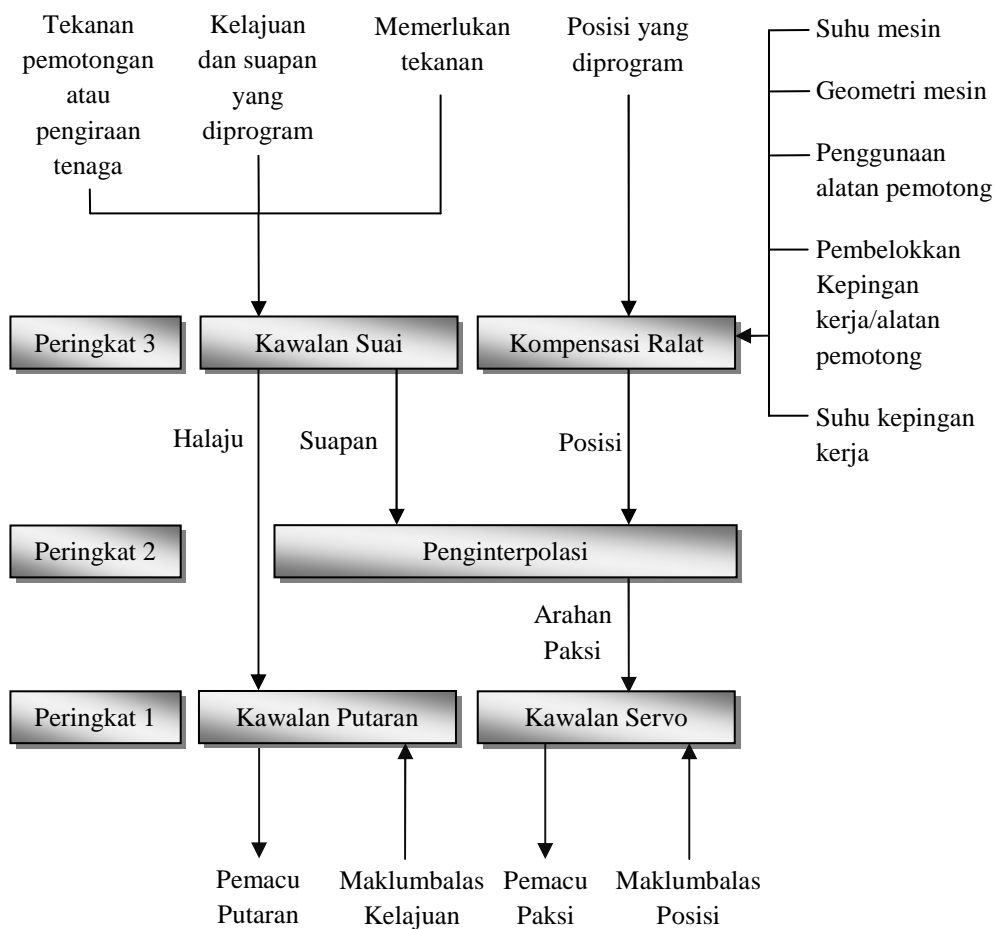 Tekanan
pemotongan
atau
pengiraan
tenaga
Kelajuan
dan suapan
yang
diprogram
Memerlukan
tekanan
Posisi yang
diprogram
Suhu mesin
Geometri mesin
Penggunaan
alatan pemotong
Pembelokkan
Kepingan
kerja/alatan
pemotong
Suhu kepingan
kerja
Peringkat 3
Kawalan Suai
Kompensasi Ralat
Halaju
Suapan
Posisi
Peringkat 2
Penginterpolasi
Arahan
Paksi
Peringkat 1
Kawalan Putaran
Kawalan Servo
Pemacu
Putaran
Maklumbalas
Kelajuan
Pemacu
Paksi
Maklumbalas
Posisi